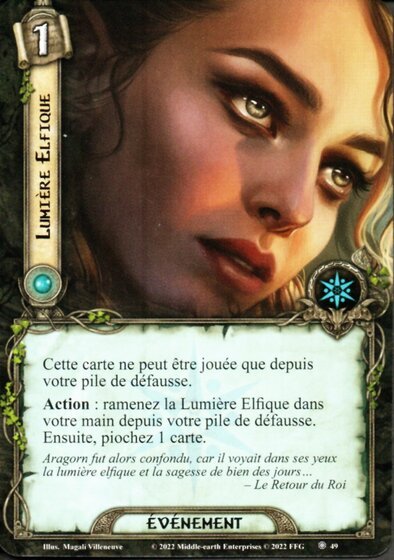 1
LUMIÈRE ELFIQUE
Cette carte ne peut être jouée que depuis
votre pile de défausse.
Action : ramenez la Lumière Elfique dans
votre main depuis votre pile de défausse.
Ensuite, piochez 1 carte.
Aragorn fut alors confondu, car il voyait dans ses yeux
la lumière elfique et la sagesse de bien des jours…
– Le Retour du Roi
ÉVÉNEMENT
Illus. Magali Villeneuve © 2022 Middle-earth Enterprises © 2022 FFG 49